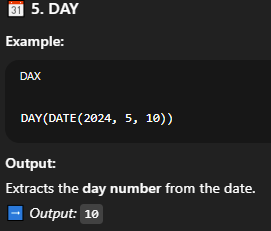 📅 5. DAY
Example:
DAX
DAY(DATE(2024, 5, 10))
Output:
Extracts the day number from the date.
➡️ Output: 10